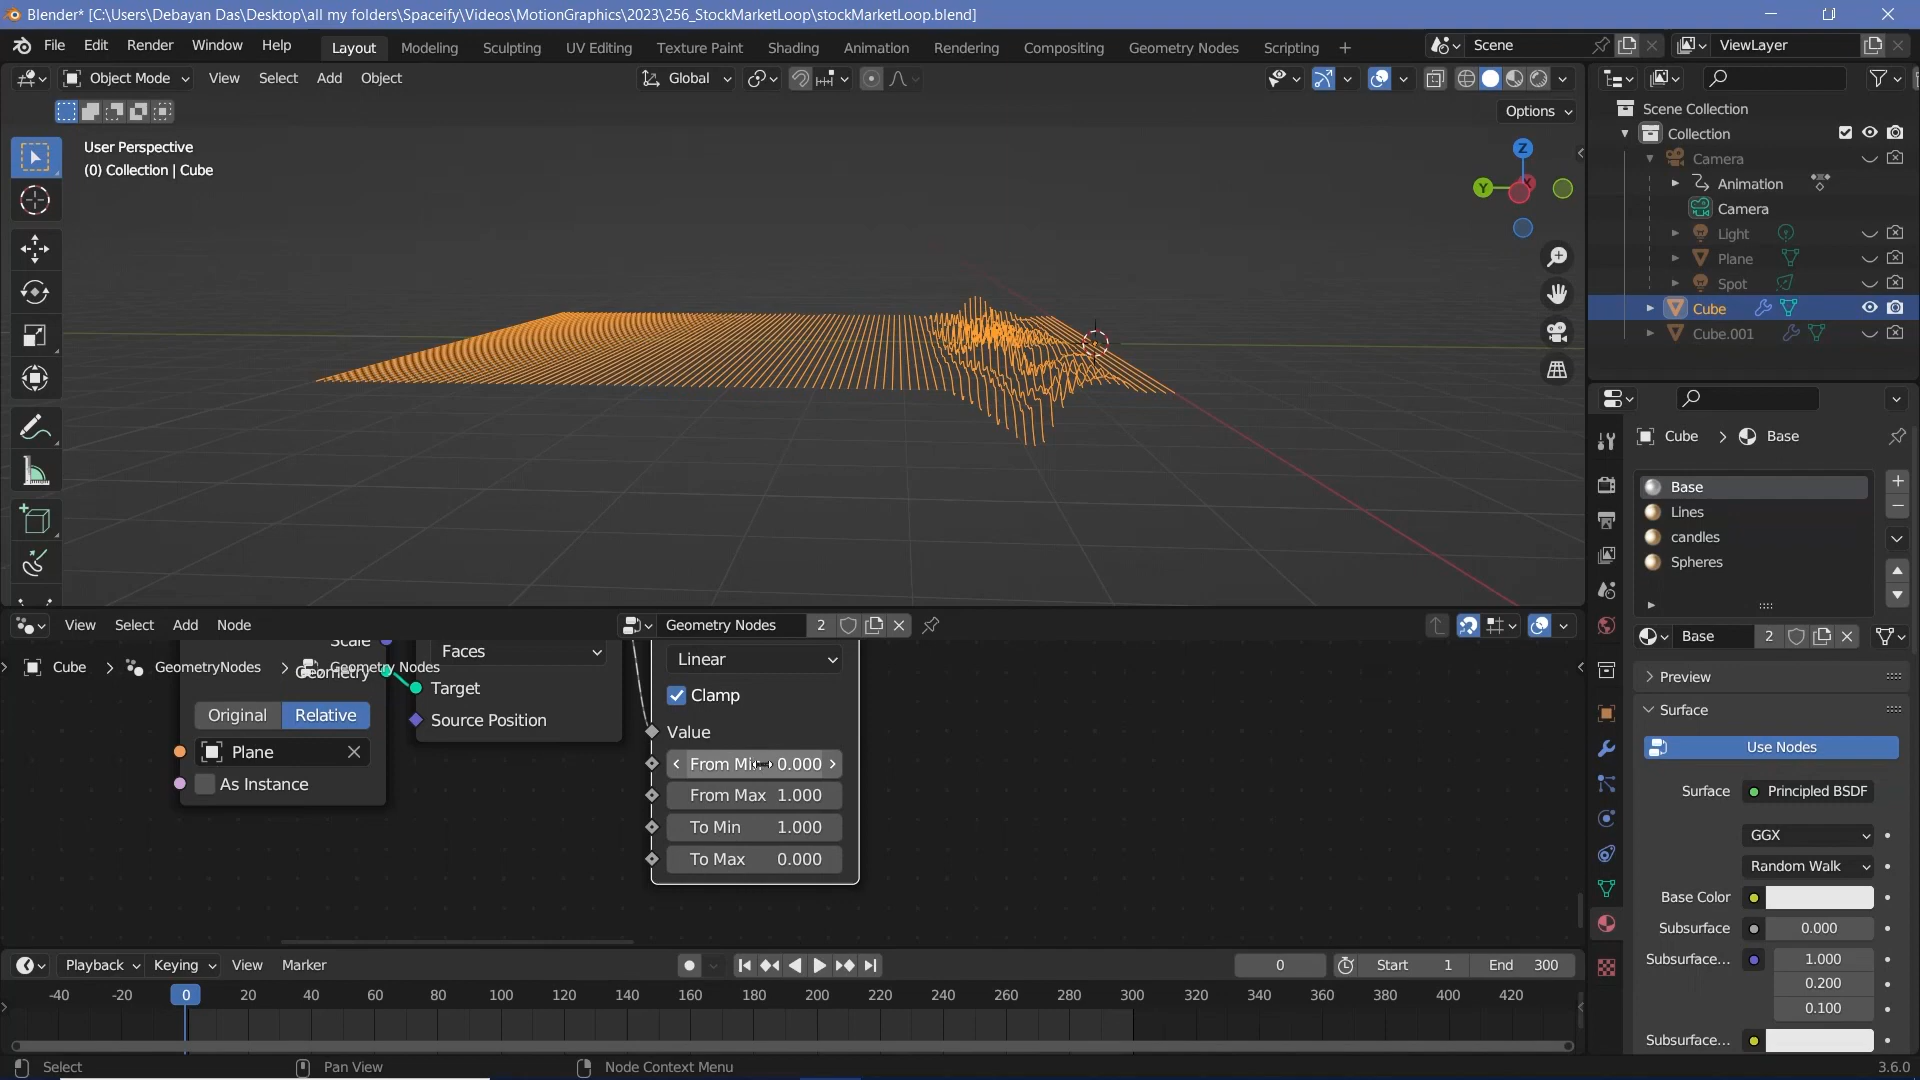 Blender* [C:\Users\Debayan Das\Desktop\all my folders\Spaceify\Videos\MotionGraphics\2023\256_StockMarketLoop\stockMarketLoop.blend]
File Edit Render Window Help
Layout Modeling Sculpting UV Editing Texture Paint Shading Animation Rendering Compositing Geometry Nodes Scripting +
Scene
ViewLayer
Object Mode View Select Add Object
Global
Options
User Perspective
(0) Collection | Cube
Z
Y
Scene Collection
Collection
Camera
Animation
Camera
Light
Plane
Spot
Cube
Cube.001
Cube > Base
Base
Lines
candles
Spheres
Base 2
Preview
Surface
Use Nodes
Surface Principled BSDF
GGX
Random Walk
Base Color
Subsurface 0.000
Subsurface... 1.000
0.200
0.100
Subsurface...
View Select Add Node
Geometry Nodes 2
Cube > GeometryNodes > Geometry Nodes
Scale
Geometry
Original Relative
Plane
As Instance
Faces
Target
Source Position
Linear
Clamp
Value
From Min 0.000
From Max 1.000
To Min 1.000
To Max 0.000
Playback Keying View Marker
0
Start 1
End 300
-40 -20 0 20 40 60 80 100 120 140 160 180 200 220 240 260 280 300 320 340 360 380 400 420
Select
Pan View
Node Context Menu
3.6.0